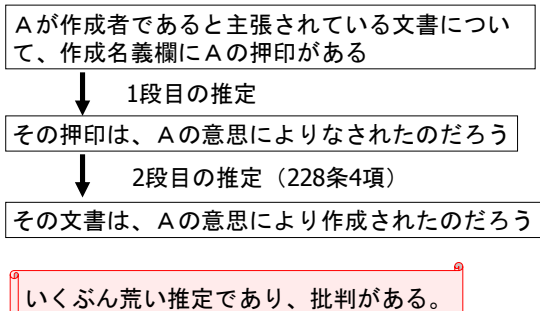 Ａが作成者であると主張されている文書につい
て、作成名義欄にＡの押印がある
1段目の推定
その押印は、Ａの意思によりなされたのだろう
2段目の推定（228条4項）
その文書は、Ａの意思により作成されたのだろう
いくぶん荒い推定であり、批判がある。